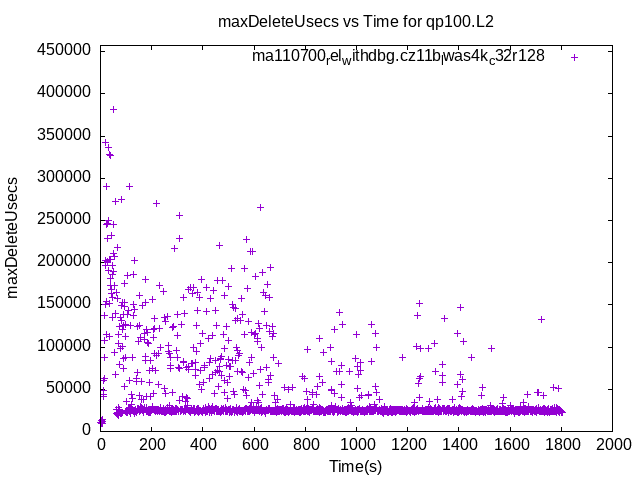 maxDeleteUsecs vs Time for qp100.L2
ma110700_rel_withdbg.cz11b_lwas4k_c32r128
450000
400000
350000
300000
250000
200000
150000
100000
50000
0
maxDeleteUsecs
0 200 400 600 800 1000 1200 1400 1600 1800 2000
Time(s)